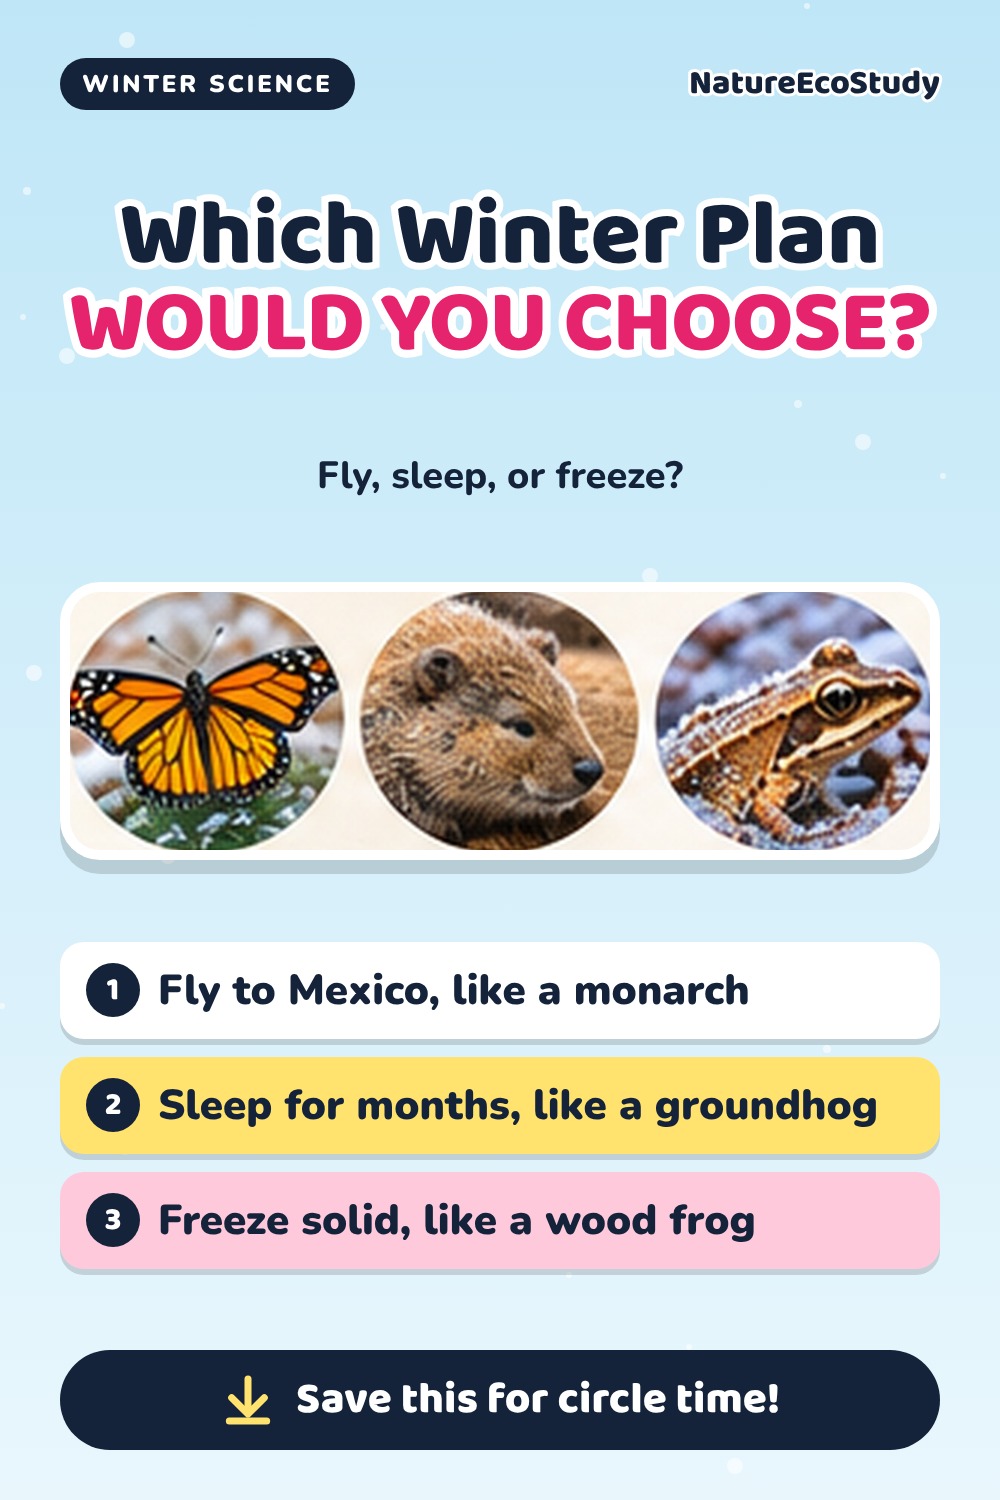 WINTER SCIENCE
NatureEcoStudy
Which Winter Plan
WOULD YOU CHOOSE?
Fly, sleep, or freeze?
1 Fly to Mexico, like a monarch
2 Sleep for months, like a groundhog
3 Freeze solid, like a wood frog
Save this for circle time!